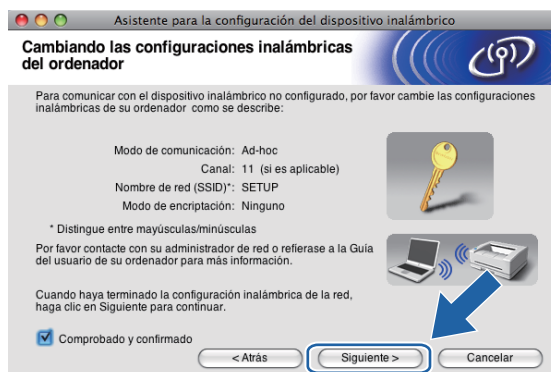 Asistente para la configuración del dispositivo inalámbrico
Cambiando las configuraciones inalámbricas
del ordenador
Para comunicar con el dispositivo inalámbrico no configurado, por favor cambie las configuraciones
inalámbricas de su ordenador como se describe:
Modo de comunicación: Ad-hoc
Canal: 11 (si es aplicable)
Nombre de red (SSID)*: SETUP
Modo de encriptación: Ninguno
* Distingue entre mayúsculas/minúsculas
Por favor contacte con su administrador de red o refierase a la Guía
del usuario de su ordenador para más información.
Cuando haya terminado la configuración inalámbrica de la red,
haga clic en Siguiente para continuar.
Comprobado y confirmado
< Atrás Siguiente > Cancelar